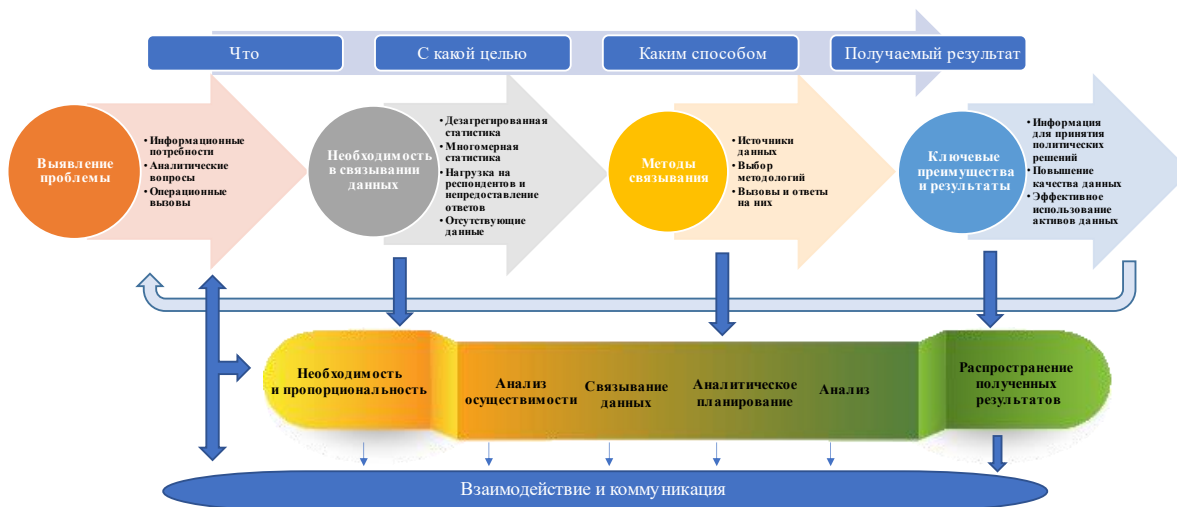 Что
С какой целью
Каким способом
Получаемый результат
Выявление
проблемы
• Информационные
потребности
• Аналитические
вопросы
• Операционные
вызовы
Необходимость
в связывании
данных
• Дезагрегированная
статистика
• Многомерная
статистика
• Нагрузка на
респондентов и
непредоставление
ответов
• Отсутствующие
данные
Методы
связывания
• Источники
данных
• Выбор
методологий
• Вызовы и ответы
на них
Ключевые
преимущества
и результаты
• Информация
для принятия
политических
решений
• Повышение
качества данных
• Эффективное
использование
активов данных
Необходимость
и пропорциональность
Анализ
осуществимости
Связывание
данных
Аналитическое
планирование
Анализ
Распространение
полученных
результатов
Взаимодействие и коммуникация